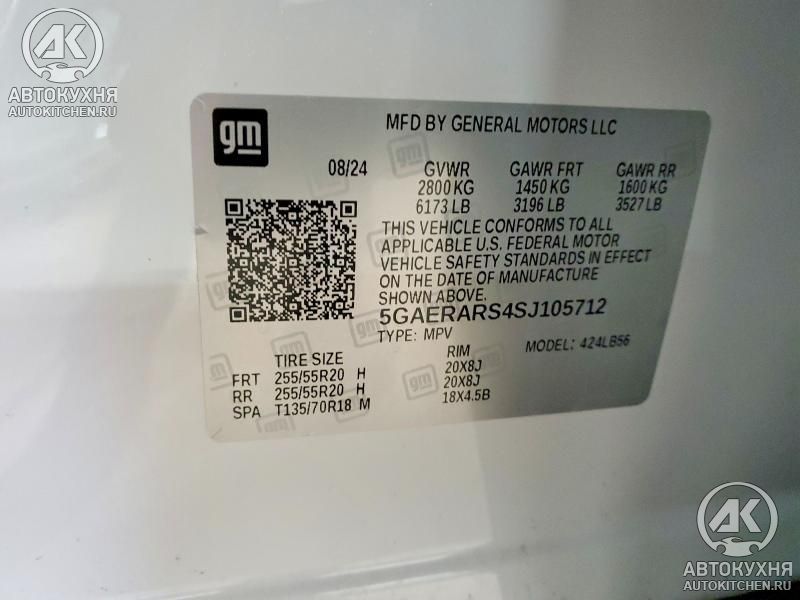 AK
АВТОКУХНЯ
AUTOKITCHEN.RU
gm
MFD BY GENERAL MOTORS LLC
08/24 GVWR GAWR FRT GAWR RR
2800 KG 1450 KG 1600 KG
6173 LB 3196 LB 3527 LB
THIS VEHICLE CONFORMS TO ALL
APPLICABLE U.S. FEDERAL MOTOR
VEHICLE SAFETY STANDARDS IN EFFECT
ON THE DATE OF MANUFACTURE
SHOWN ABOVE.
5GAERARS4SJ105712
TYPE: MPV MODEL: 424LB56
TIRE SIZE RIM
FRT 255/55R20 H 20X8J
RR 255/55R20 H 20X8J
SPA T135/70R18 M 18X4.5B
AK
АВТОКУХНЯ
AUTOKITCHEN.RU